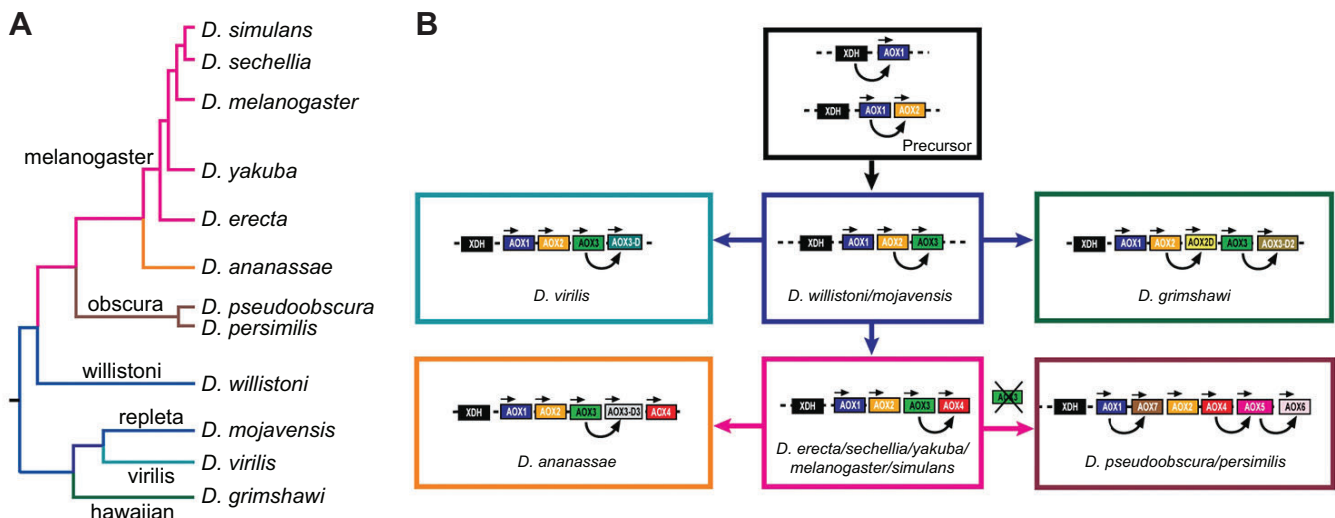 A
D. simulans
D. sechellia
D. melanogaster
melanogaster
D. yakuba
D. erecta
D. ananassae
obscura
D. pseudoobscura
D. persimilis
willistoni
D. willistoni
repleta
D. mojavensis
D. virilis
virilis
D. grimshawi
hawaiian
B
XDH AOX1
XDH AOX1 AOX2
Precursor
XDH AOX1 AOX2 AOX3 AOX3-D
D. virilis
XDH AOX1 AOX2 AOX3
D. willistoni/mojavensis
XDH AOX1 AOX2 AOX2D AOX3 AOX3-D2
D. grimshawi
XDH AOX1 AOX2 AOX3 AOX3-D3 AOX4
D. ananassae
XDH AOX1 AOX2 AOX3 AOX4
D. erecta/sechellia/yakuba/
melanogaster/simulans
AOX3
XDH AOX1 AOX7 AOX2 AOX4 AOX5 AOX6
D. pseudoobscura/persimilis